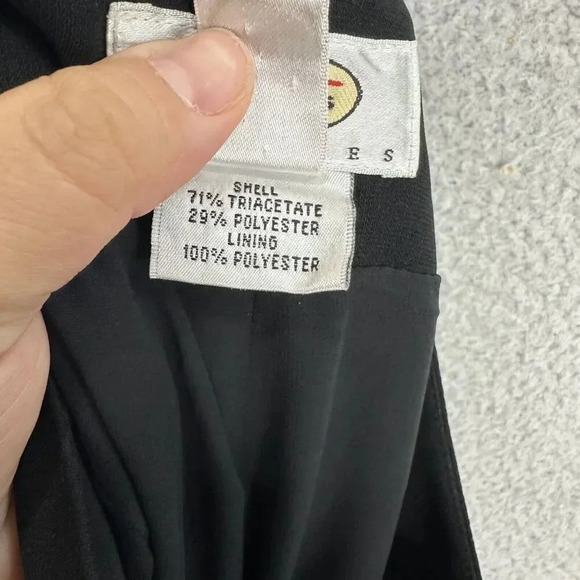 E S
SHELL
71% TRIACETATE
29% POLYESTER
LINING
100% POLYESTER